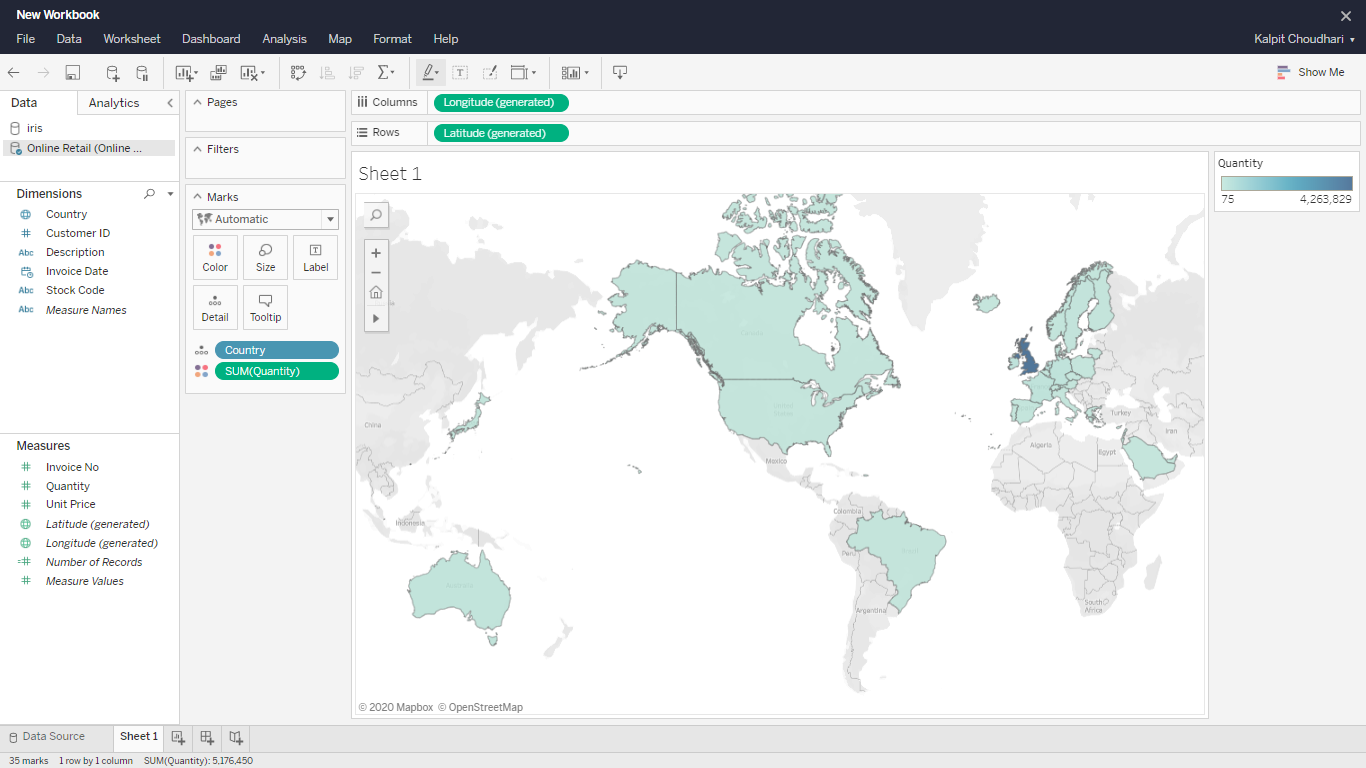 New Workbook
File Data Worksheet Dashboard Analysis Map Format Help
Kalpit Choudhari
Show Me
Data Analytics
iris
Online Retail (Online ...
Dimensions
Country
Customer ID
Abc Description
Invoice Date
Abc Stock Code
Abc Measure Names
Measures
Invoice No
Quantity
Unit Price
Latitude (generated)
Longitude (generated)
Number of Records
Measure Values
Pages
Filters
Marks
Automatic
Color Size Label
Detail Tooltip
Country
SUM(Quantity)
Columns Longitude (generated)
Rows Latitude (generated)
Sheet 1
China
Indonesia
Mexico
Colombia
Peru
Argentina
Algeria
Egypt
Turkey
Iran
South
Africa
© 2020 Mapbox © OpenStreetMap
Quantity
75 4,263,829
Data Source Sheet 1
35 marks 1 row by 1 column SUM(Quantity): 5,176,450